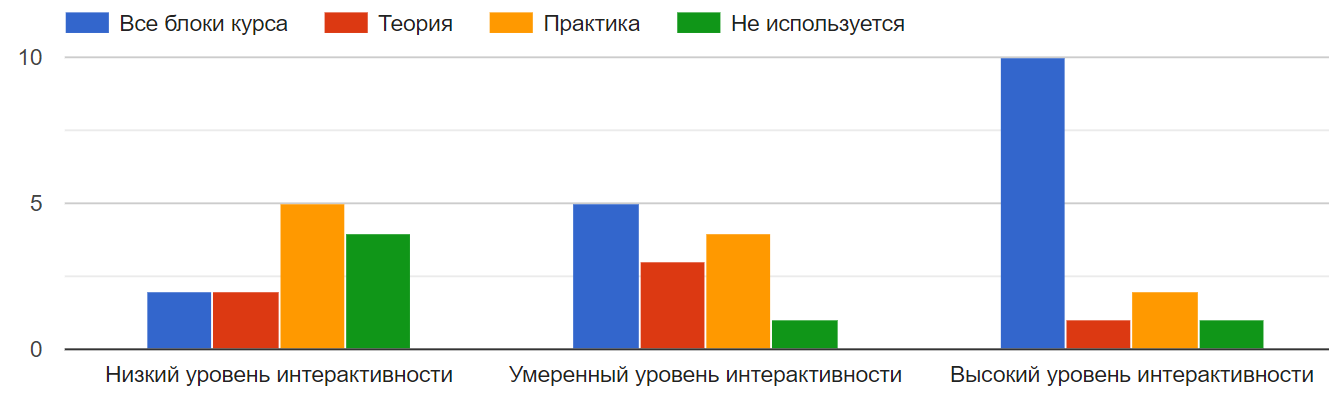 Все блоки курса Теория Практика Не используется
10
5
0
Низкий уровень интерактивности Умеренный уровень интерактивности Высокий уровень интерактивности